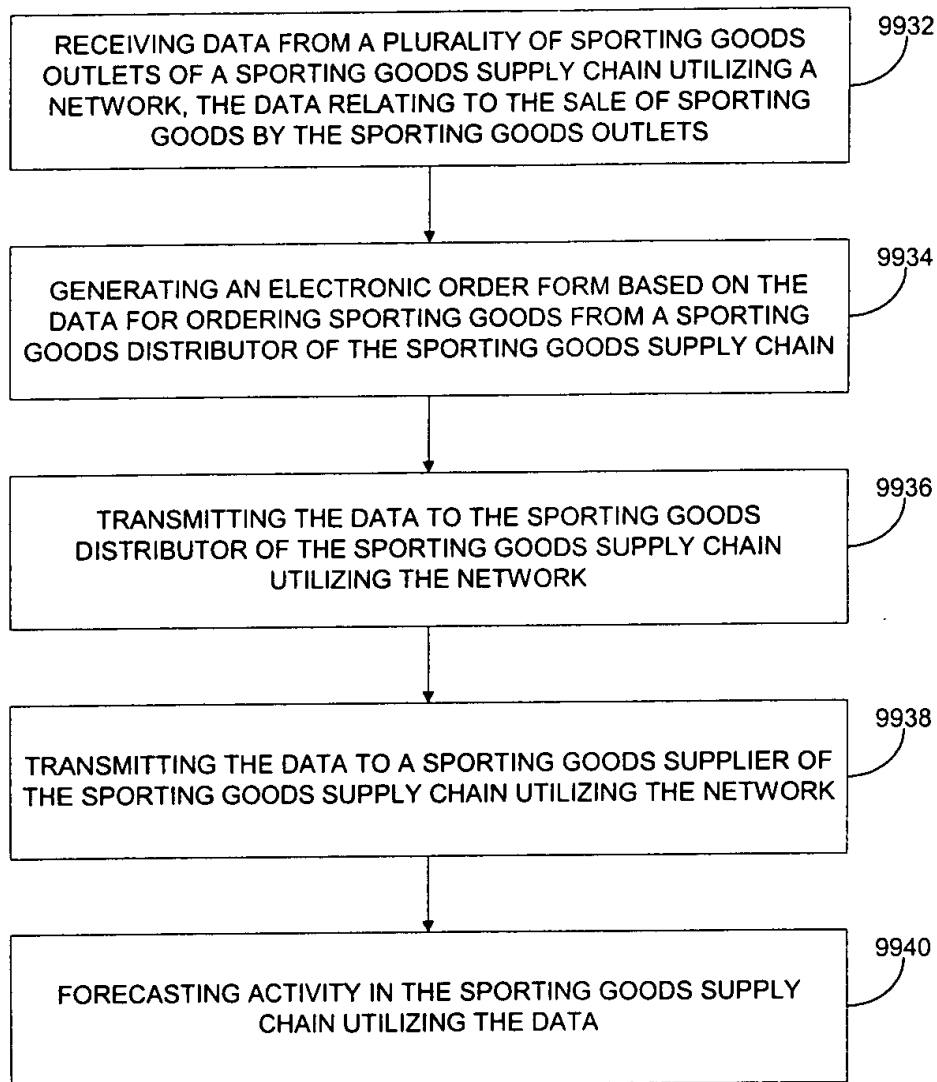 RECEIVING DATA FROM A PLURALITY OF SPORTING GOODS
OUTLETS OF A SPORTING GOODS SUPPLY CHAIN UTILIZING A
NETWORK, THE DATA RELATING TO THE SALE OF SPORTING
GOODS BY THE SPORTING GOODS OUTLETS
9932
GENERATING AN ELECTRONIC ORDER FORM BASED ON THE
DATA FOR ORDERING SPORTING GOODS FROM A SPORTING
GOODS DISTRIBUTOR OF THE SPORTING GOODS SUPPLY CHAIN
9934
TRANSMITTING THE DATA TO THE SPORTING GOODS
DISTRIBUTOR OF THE SPORTING GOODS SUPPLY CHAIN
UTILIZING THE NETWORK
9936
TRANSMITTING THE DATA TO A SPORTING GOODS SUPPLIER OF
THE SPORTING GOODS SUPPLY CHAIN UTILIZING THE NETWORK
9938
FORECASTING ACTIVITY IN THE SPORTING GOODS SUPPLY
CHAIN UTILIZING THE DATA
9940